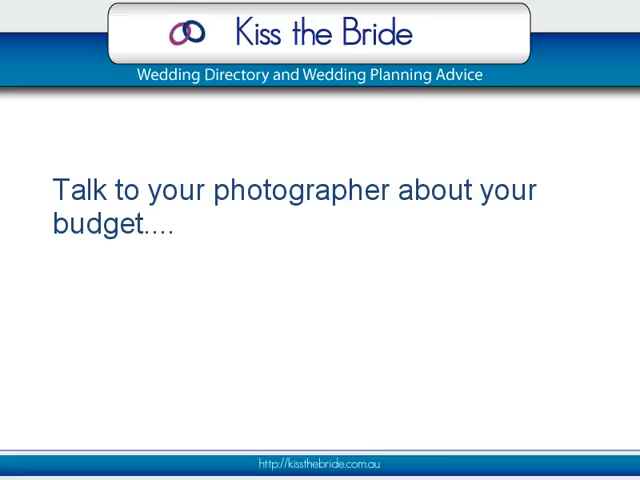 Kiss the Bride
Wedding Directory and Wedding Planning Advice
Talk to your photographer about your
budget....
http://kissthebride.com.au